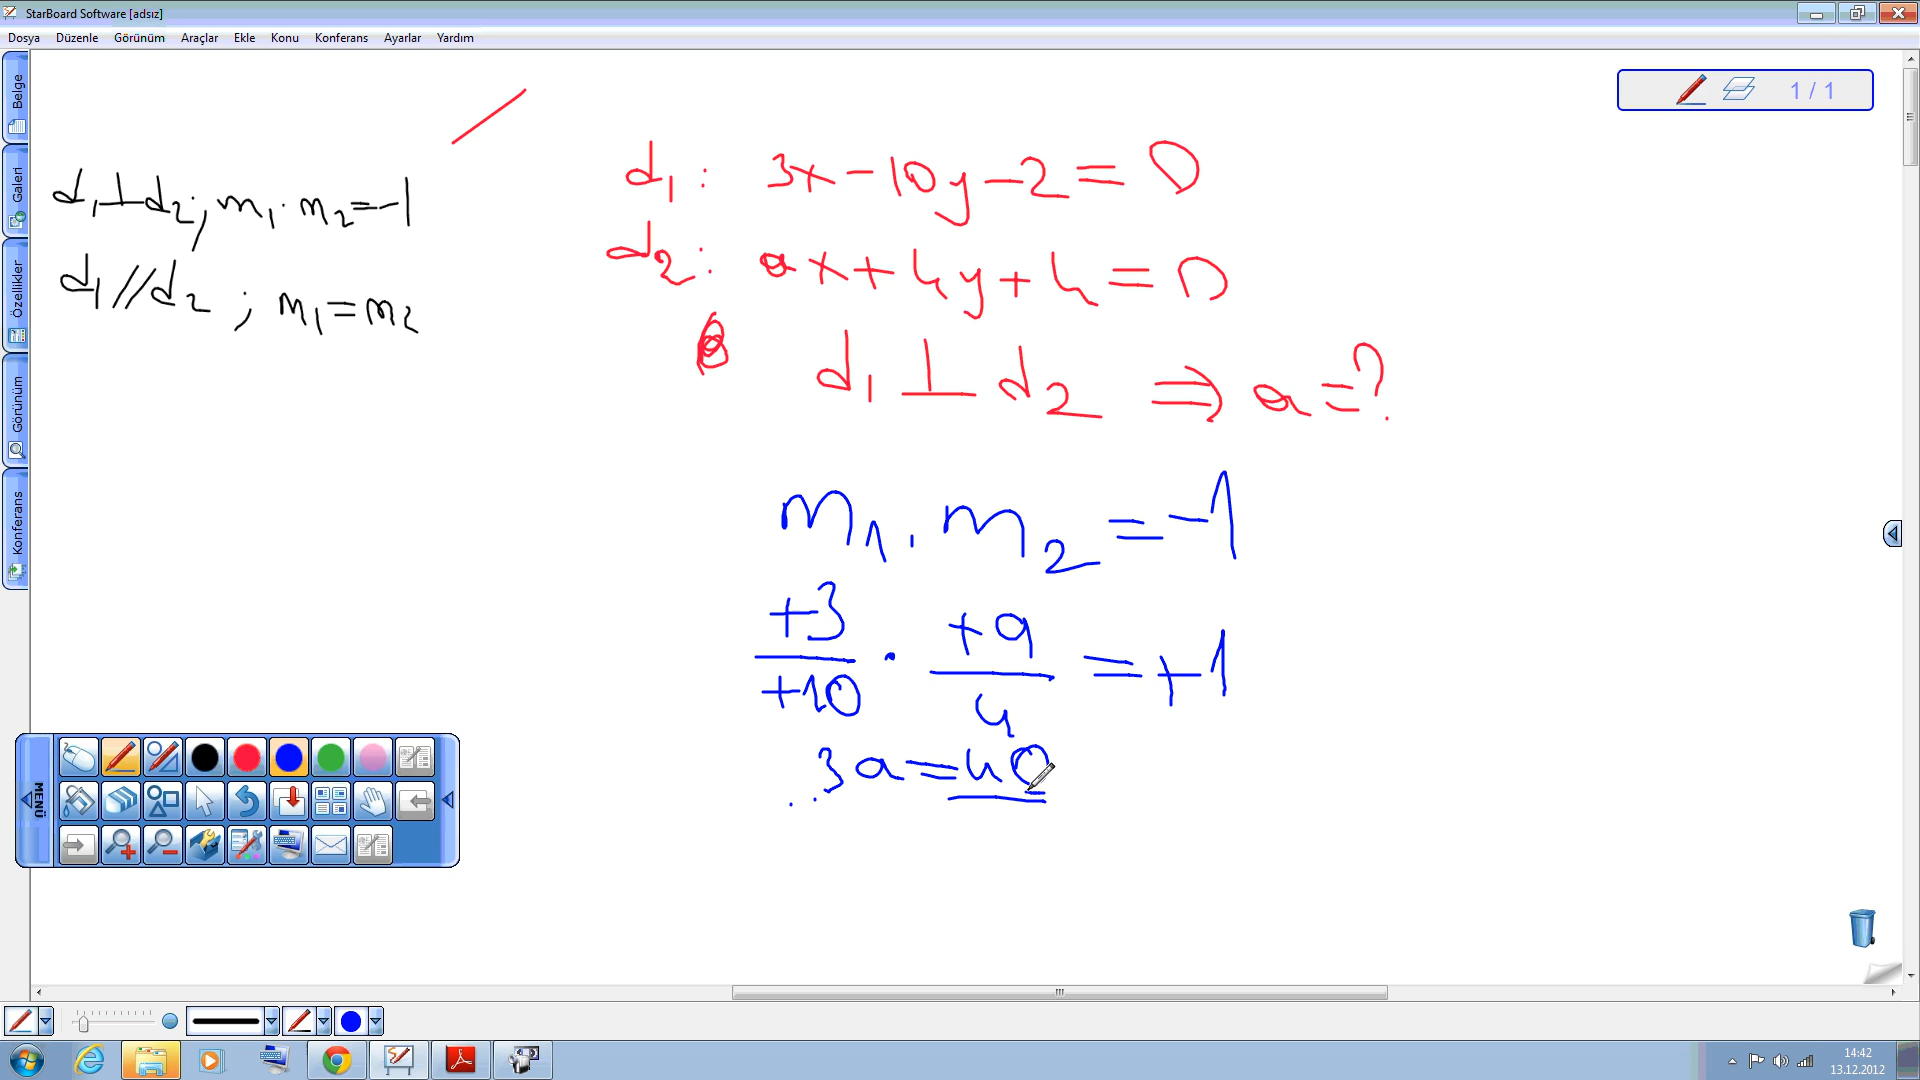 StarBoard Software [adsız]
Dosya Düzenle Görünüm Araçlar Ekle Konu Konferans Ayarlar Yardım
Belge
Galeri
Özellikler
Görünüm
Konferans
1 / 1
d1⊥d2; m1 . m2=-1
d1//d2 ; m1=m2
d1: 3x-10y-2=0
d2: ax+4y+4=0
d1 ⊥ d2 ⇒ a=?
m1 . m2 = -1
+3/+10 . +a/4 = +1
3a=40
MENÜ
14:42
13.12.2012